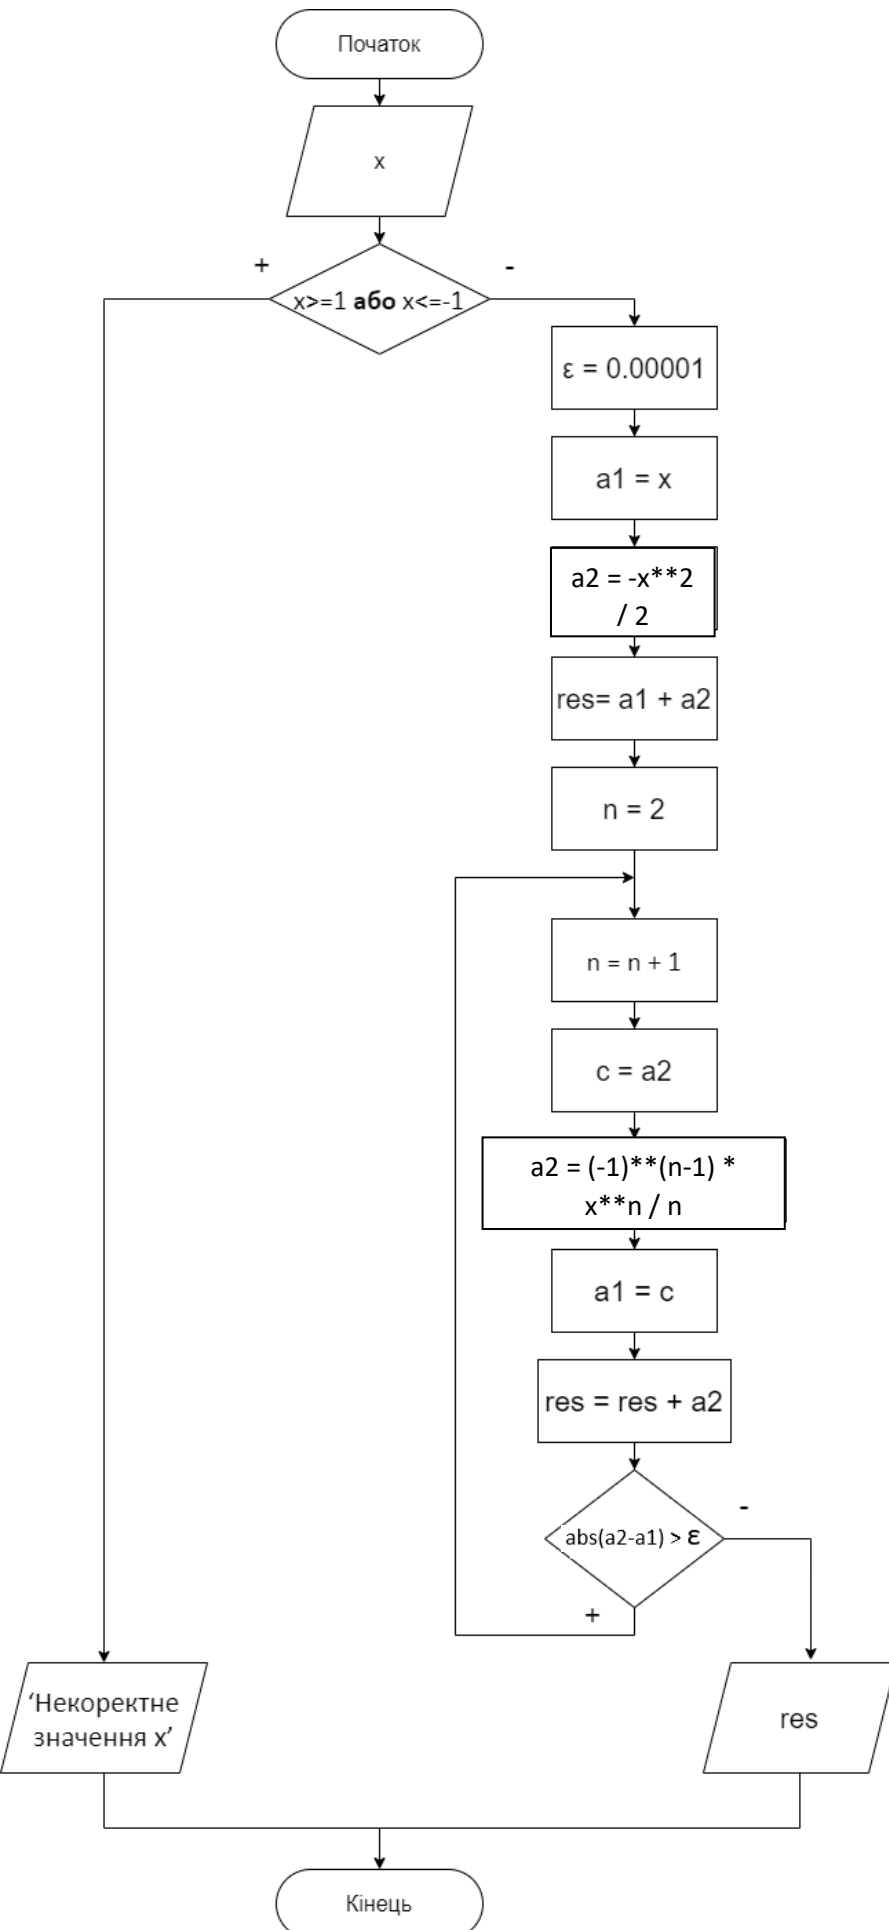 Початок
x
+
-
x>=1 або x<=-1
ε = 0.00001
a1 = x
a2 = -x**2
/ 2
res= a1 + a2
n = 2
n = n + 1
c = a2
a2 = (-1)**(n-1) *
x**n / n
a1 = c
res = res + a2
-
abs(a2-a1) > ε
+
‘Некоректне
значення x’
res
Кінець